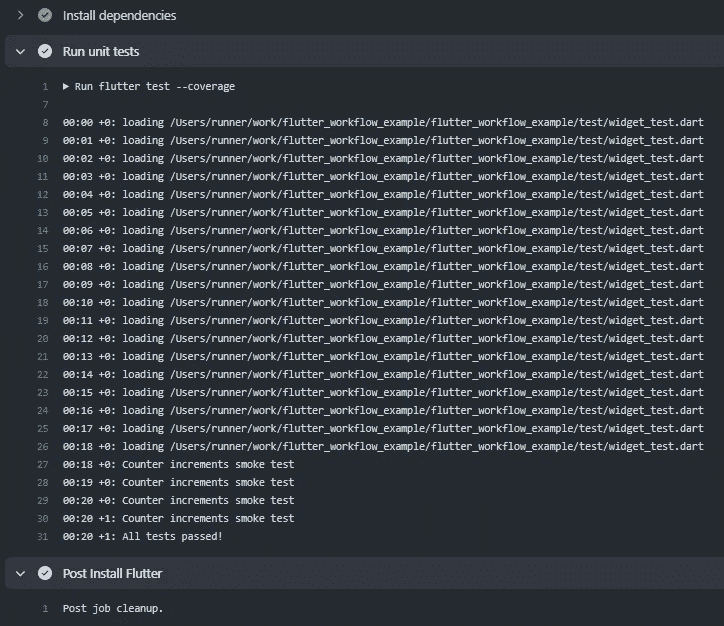 Install dependencies
Run unit tests
1 ▶ Run flutter test --coverage
7
8 00:00 +0: loading /Users/runner/work/flutter_workflow_example/flutter_workflow_example/test/widget_test.dart
9 00:01 +0: loading /Users/runner/work/flutter_workflow_example/flutter_workflow_example/test/widget_test.dart
10 00:02 +0: loading /Users/runner/work/flutter_workflow_example/flutter_workflow_example/test/widget_test.dart
11 00:03 +0: loading /Users/runner/work/flutter_workflow_example/flutter_workflow_example/test/widget_test.dart
12 00:04 +0: loading /Users/runner/work/flutter_workflow_example/flutter_workflow_example/test/widget_test.dart
13 00:05 +0: loading /Users/runner/work/flutter_workflow_example/flutter_workflow_example/test/widget_test.dart
14 00:06 +0: loading /Users/runner/work/flutter_workflow_example/flutter_workflow_example/test/widget_test.dart
15 00:07 +0: loading /Users/runner/work/flutter_workflow_example/flutter_workflow_example/test/widget_test.dart
16 00:08 +0: loading /Users/runner/work/flutter_workflow_example/flutter_workflow_example/test/widget_test.dart
17 00:09 +0: loading /Users/runner/work/flutter_workflow_example/flutter_workflow_example/test/widget_test.dart
18 00:10 +0: loading /Users/runner/work/flutter_workflow_example/flutter_workflow_example/test/widget_test.dart
19 00:11 +0: loading /Users/runner/work/flutter_workflow_example/flutter_workflow_example/test/widget_test.dart
20 00:12 +0: loading /Users/runner/work/flutter_workflow_example/flutter_workflow_example/test/widget_test.dart
21 00:13 +0: loading /Users/runner/work/flutter_workflow_example/flutter_workflow_example/test/widget_test.dart
22 00:14 +0: loading /Users/runner/work/flutter_workflow_example/flutter_workflow_example/test/widget_test.dart
23 00:15 +0: loading /Users/runner/work/flutter_workflow_example/flutter_workflow_example/test/widget_test.dart
24 00:16 +0: loading /Users/runner/work/flutter_workflow_example/flutter_workflow_example/test/widget_test.dart
25 00:17 +0: loading /Users/runner/work/flutter_workflow_example/flutter_workflow_example/test/widget_test.dart
26 00:18 +0: loading /Users/runner/work/flutter_workflow_example/flutter_workflow_example/test/widget_test.dart
27 00:18 +0: Counter increments smoke test
28 00:19 +0: Counter increments smoke test
29 00:20 +0: Counter increments smoke test
30 00:20 +1: Counter increments smoke test
31 00:20 +1: All tests passed!
Post Install Flutter
1 Post job cleanup.